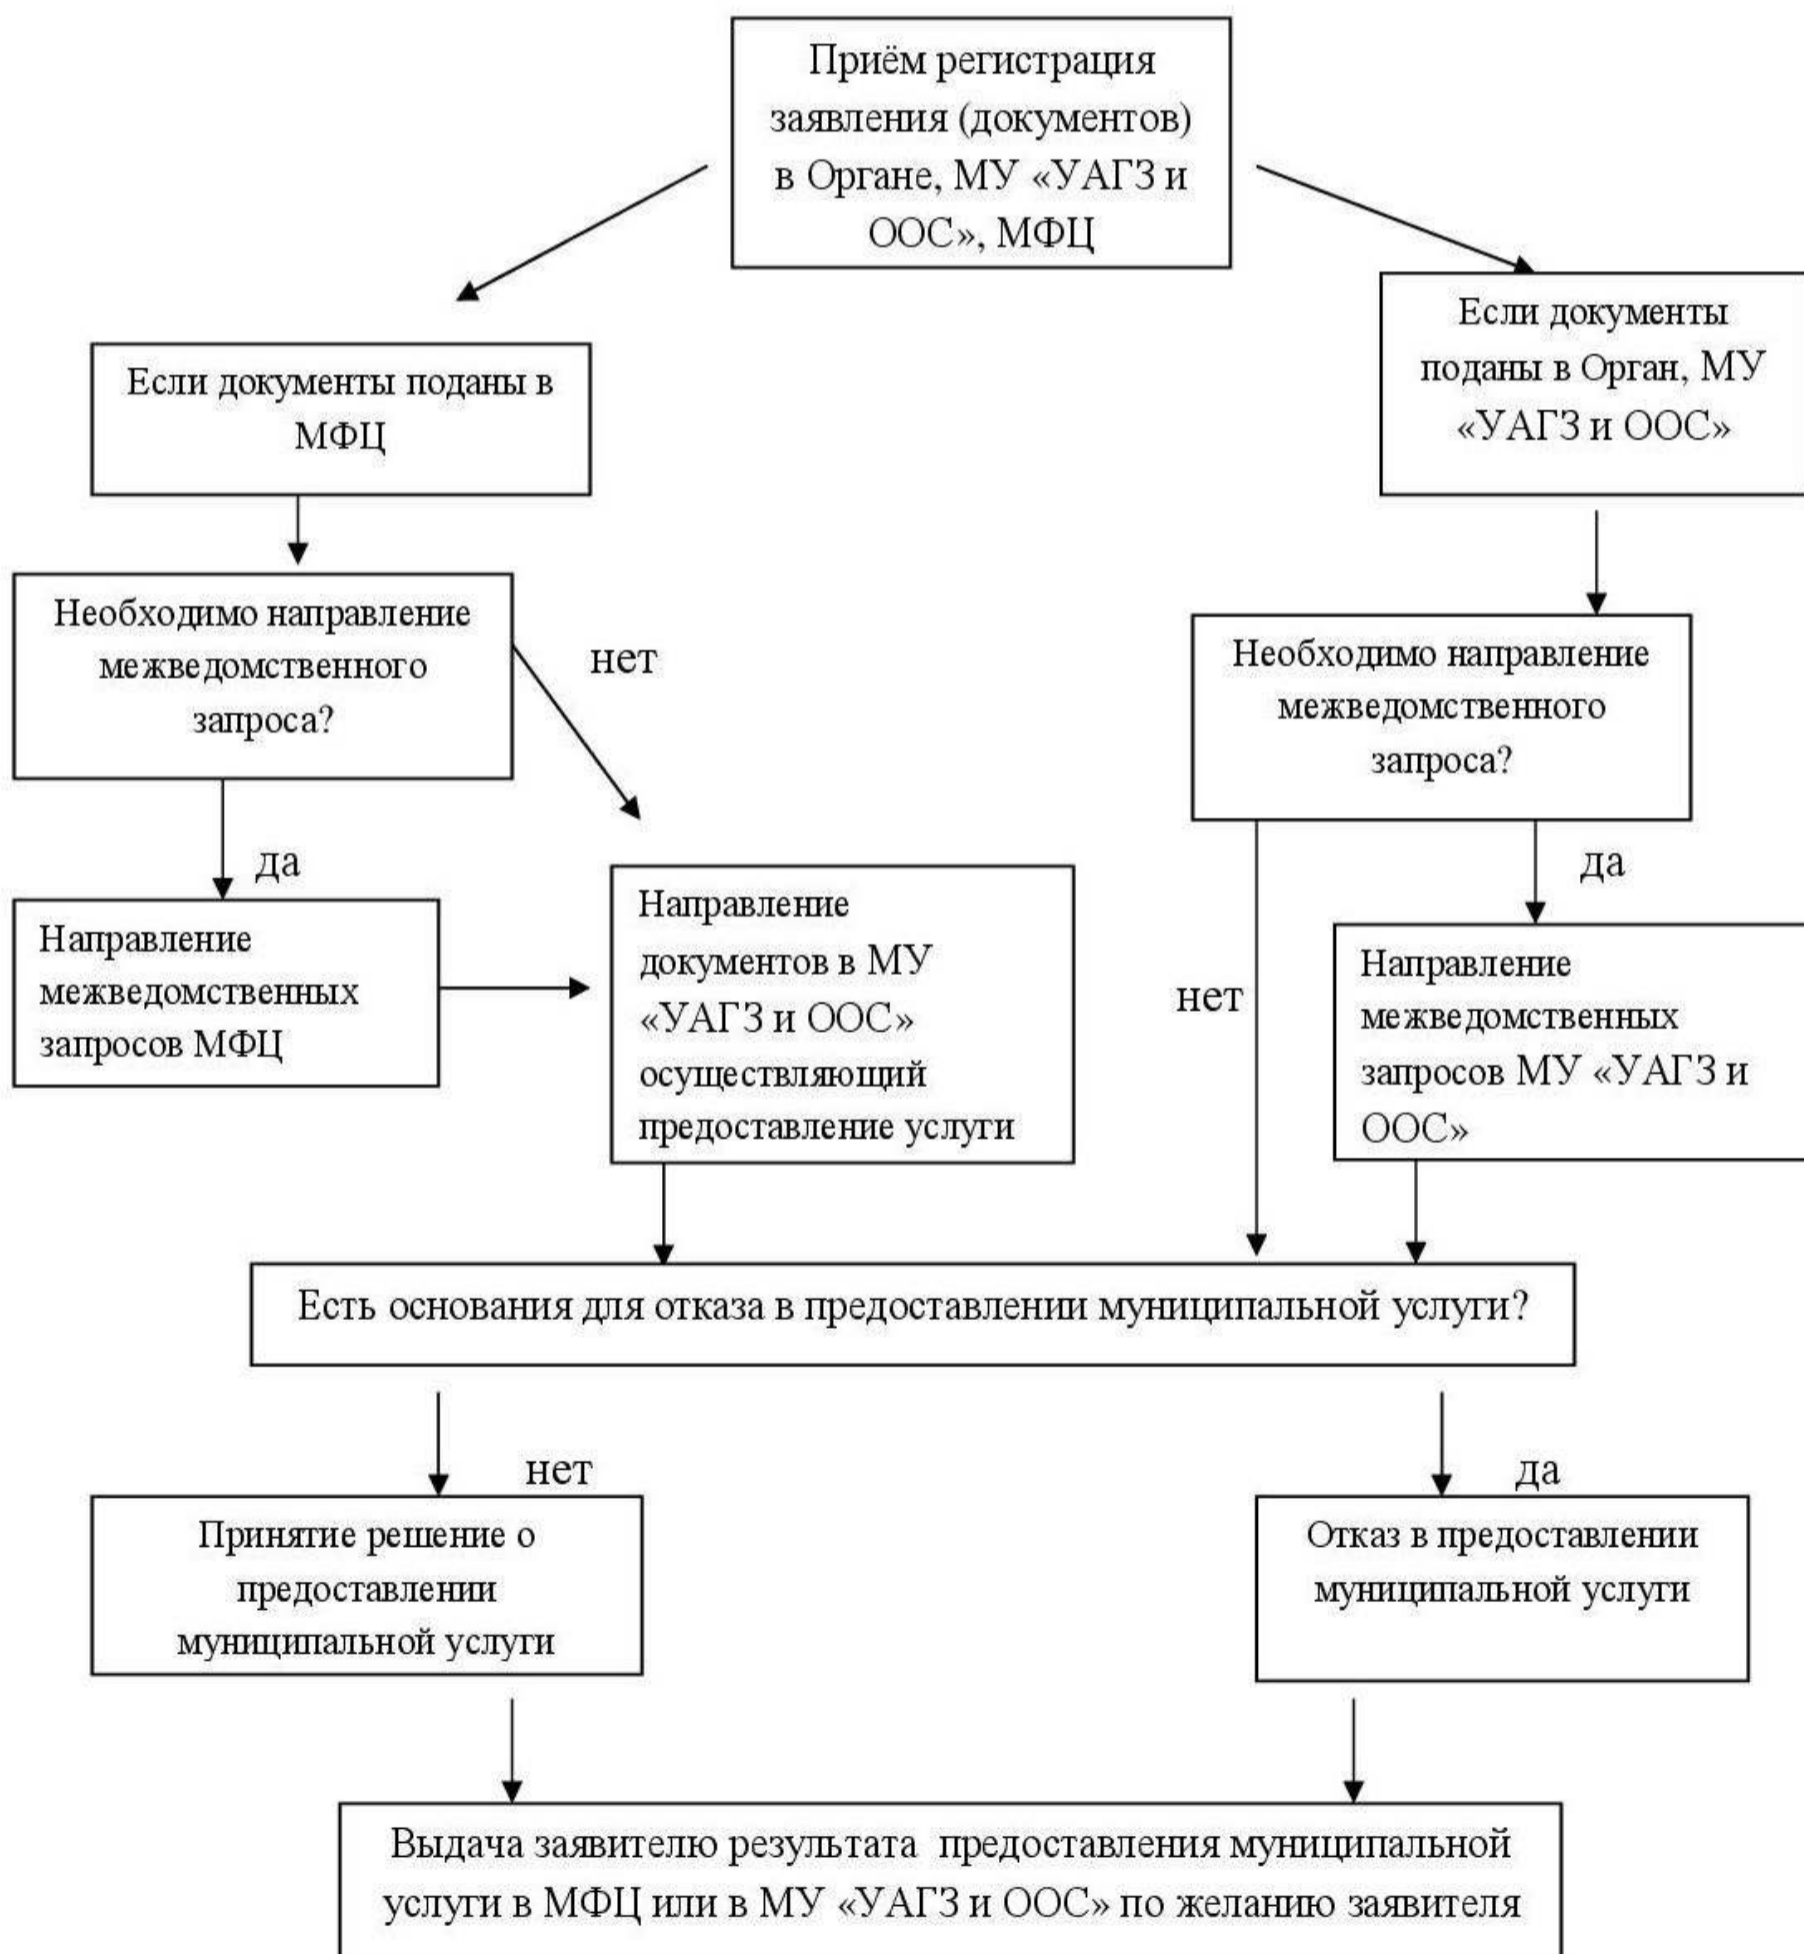 Приём регистрация
заявления (документов)
в Органе, МУ «УАГЗ и
ООС», МФЦ
Если документы поданы в
МФЦ
Если документы
поданы в Орган, МУ
«УАГЗ и ООС»
Необходимо направление
межведомственного
запроса?
нет
Необходимо направление
межведомственного
запроса?
да
да
Направление
межведомственных
запросов МФЦ
Направление
документов в МУ
«УАГЗ и ООС»
осуществляющий
предоставление услуги
нет
Направление
межведомственных
запросов МУ «УАГЗ и
ООС»
Есть основания для отказа в предоставлении муниципальной услуги?
нет
да
Принятие решение о
предоставлении
муниципальной услуги
Отказ в предоставлении
муниципальной услуги
Выдача заявителю результата предоставления муниципальной
услуги в МФЦ или в МУ «УАГЗ и ООС» по желанию заявителя